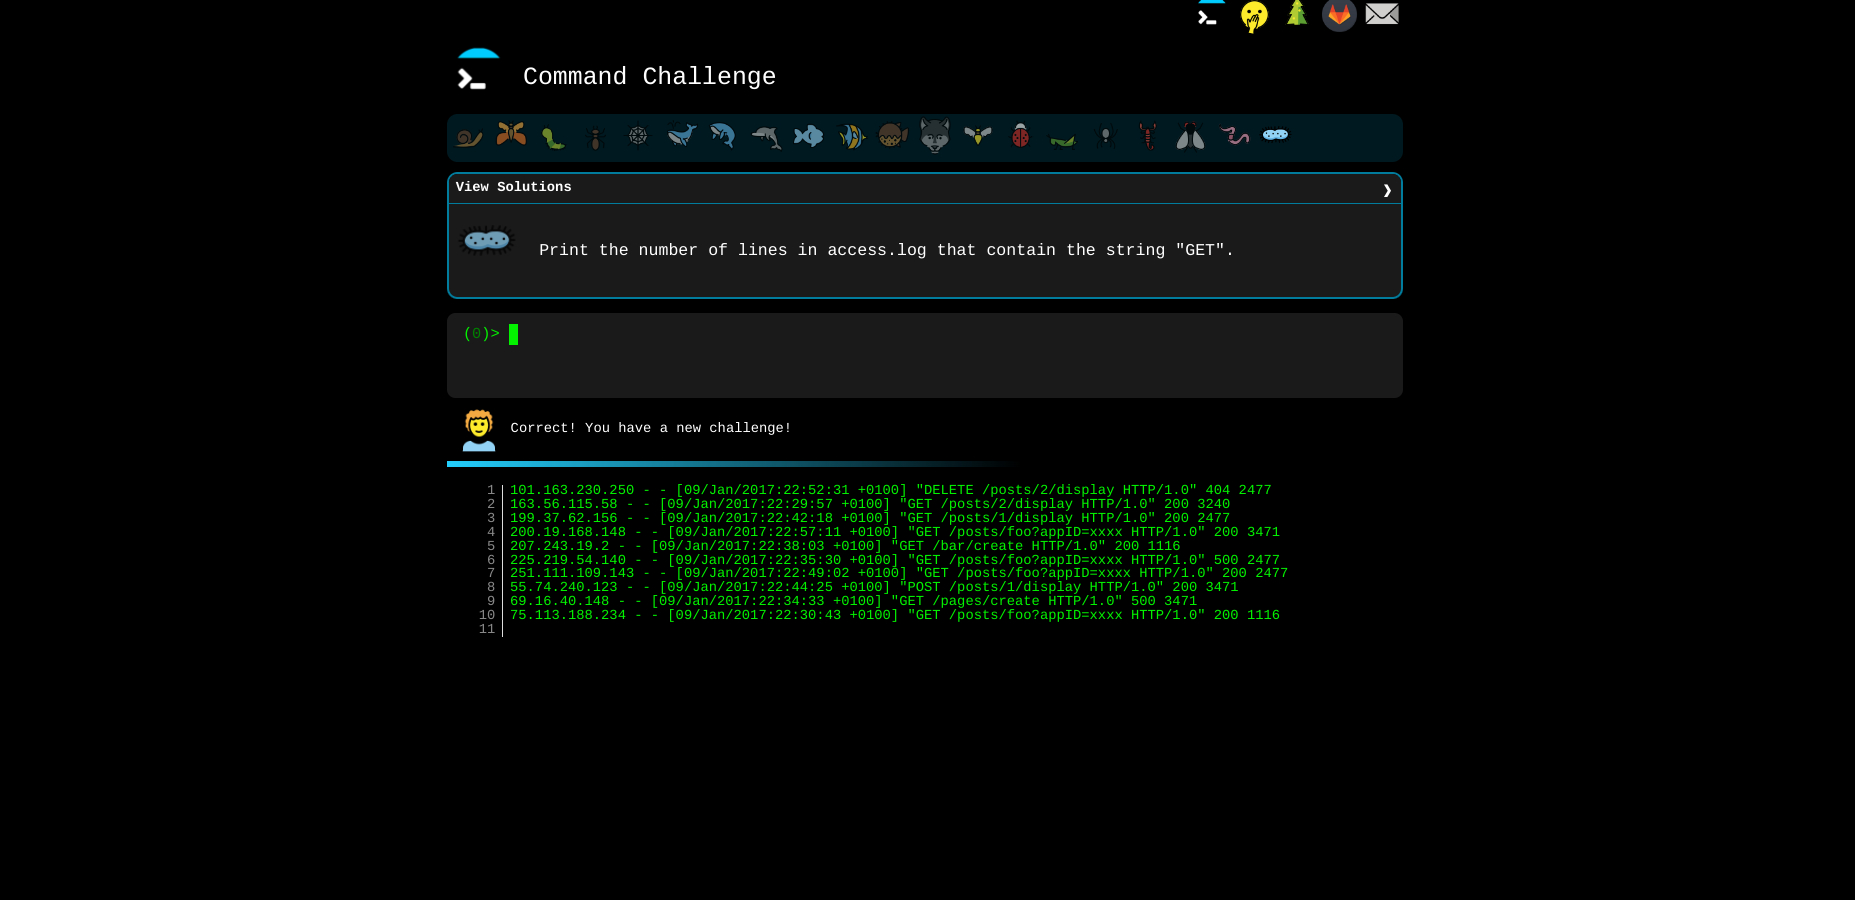 Command Challenge
View Solutions ❯
Print the number of lines in access.log that contain the string "GET".
(0)>
Correct! You have a new challenge!
1 101.163.230.250 - - [09/Jan/2017:22:52:31 +0100] "DELETE /posts/2/display HTTP/1.0" 404 2477
2 163.56.115.58 - - [09/Jan/2017:22:29:57 +0100] "GET /posts/2/display HTTP/1.0" 200 3240
3 199.37.62.156 - - [09/Jan/2017:22:42:18 +0100] "GET /posts/1/display HTTP/1.0" 200 2477
4 200.19.168.148 - - [09/Jan/2017:22:57:11 +0100] "GET /posts/foo?appID=xxxx HTTP/1.0" 200 3471
5 207.243.19.2 - - [09/Jan/2017:22:38:03 +0100] "GET /bar/create HTTP/1.0" 200 1116
6 225.219.54.140 - - [09/Jan/2017:22:35:30 +0100] "GET /posts/foo?appID=xxxx HTTP/1.0" 500 2477
7 251.111.109.143 - - [09/Jan/2017:22:49:02 +0100] "GET /posts/foo?appID=xxxx HTTP/1.0" 200 2477
8 55.74.240.123 - - [09/Jan/2017:22:44:25 +0100] "POST /posts/1/display HTTP/1.0" 200 3471
9 69.16.40.148 - - [09/Jan/2017:22:34:33 +0100] "GET /pages/create HTTP/1.0" 500 3471
10 75.113.188.234 - - [09/Jan/2017:22:30:43 +0100] "GET /posts/foo?appID=xxxx HTTP/1.0" 200 1116
11